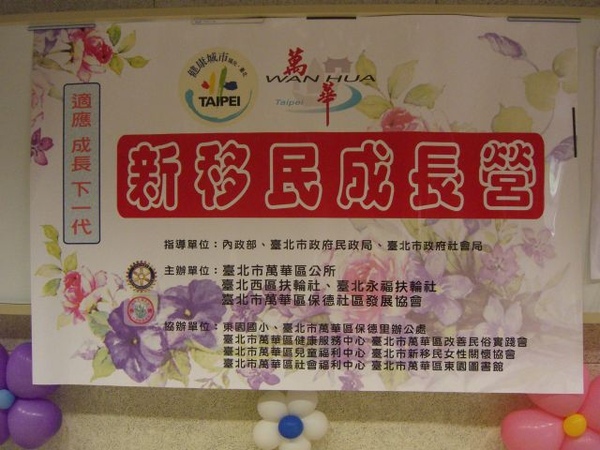 健康城市
TAIPEI
萬華
WAN HUA
Taipei
適應 成長 下一代
新移民成長營
指導單位：內政部、臺北市政府民政局、臺北市政府社會局
主辦單位：臺北市萬華區公所
臺北西區扶輪社、臺北永福扶輪社
臺北市萬華區保德社區發展協會
協辦單位：東園國小、臺北市萬華區保德里辦公處
臺北市萬華區健康服務中心 臺北市萬華區改善民俗實踐會
臺北市萬華區兒童福利中心 臺北市新移民女性關懷協會
臺北市萬華區社會福利中心 臺北市萬華區東園圖書館